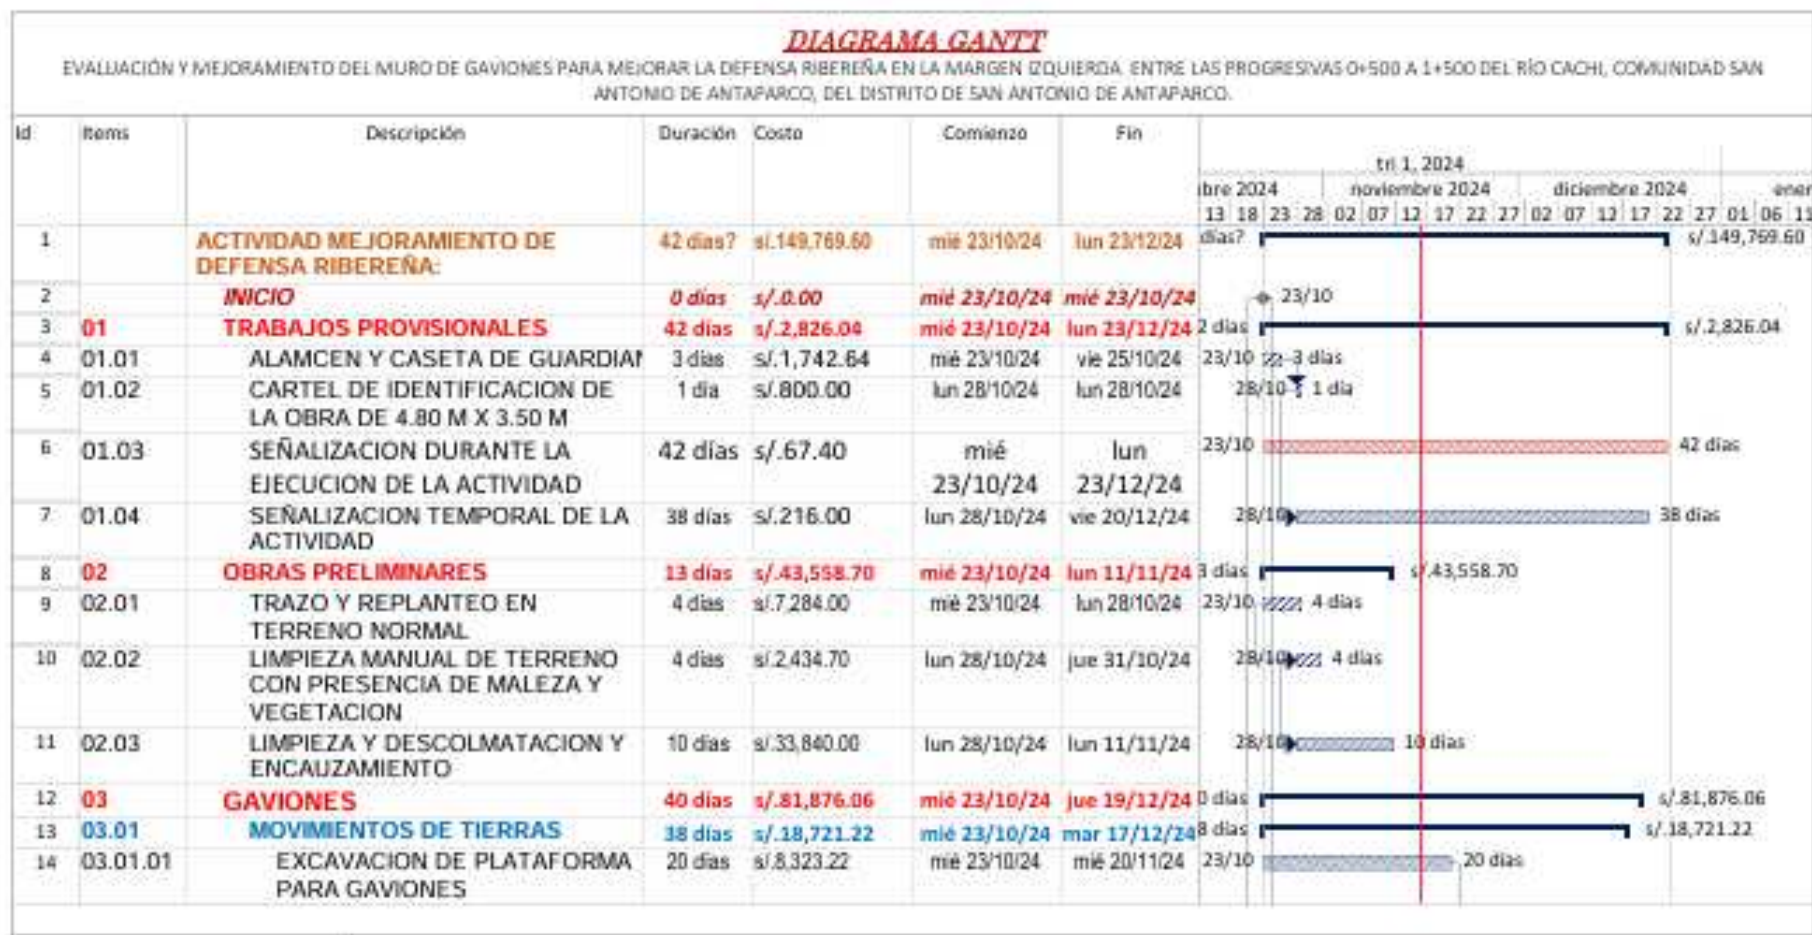 DIAGRAMA GANTT
EVALUACIÓN Y MEJORAMIENTO DEL MURO DE GAVIONES PARA MEJORAR LA DEFENSA RIBEREÑA EN LA MARGEN IZQUIERDA ENTRE LAS PROGRESIVAS 0+500 A 1+500 DEL RÍO CACHI, COMUNIDAD SAN
ANTONIO DE ANTAPARCO, DEL DISTRITO DE SAN ANTONIO DE ANTAPARCO.
Id Items Descripción Duración Costo Comienzo Fin
tri 1, 2024
bre 2024 noviembre 2024 diciembre 2024 ener
13 18 23 28 02 07 12 17 22 27 02 07 12 17 22 27 01 06 11
1 ACTIVIDAD MEJORAMIENTO DE 42 días? s/.149,769.60 mié 23/10/24 lun 23/12/24 días? s/.149,769.60
DEFENSA RIBEREÑA:
2 INICIO 0 días s/.0.00 mié 23/10/24 mié 23/10/24 23/10
3 01 TRABAJOS PROVISIONALES 42 días s/.2,826.04 mié 23/10/24 lun 23/12/24 2 días s/.2,826.04
4 01.01 ALAMCEN Y CASETA DE GUARDIAN 3 días s/.1,742.64 mié 23/10/24 vie 25/10/24 23/10 3 días
5 01.02 CARTEL DE IDENTIFICACION DE 1 día s/.800.00 lun 28/10/24 lun 28/10/24 28/10 1 día
LA OBRA DE 4.80 M X 3.50 M
6 01.03 SEÑALIZACION DURANTE LA 42 días s/.67.40 mié lun 23/10 42 días
EJECUCION DE LA ACTIVIDAD 23/10/24 23/12/24
7 01.04 SEÑALIZACION TEMPORAL DE LA 38 días s/.216.00 lun 28/10/24 vie 20/12/24 28/10 38 días
ACTIVIDAD
8 02 OBRAS PRELIMINARES 13 días s/.43,558.70 mié 23/10/24 lun 11/11/24 3 días s/.43,558.70
9 02.01 TRAZO Y REPLANTEO EN 4 días s/.7,284.00 mié 23/10/24 lun 28/10/24 23/10 4 días
TERRENO NORMAL
10 02.02 LIMPIEZA MANUAL DE TERRENO 4 días s/.2,434.70 lun 28/10/24 jue 31/10/24 28/10 4 días
CON PRESENCIA DE MALEZA Y
VEGETACION
11 02.03 LIMPIEZA Y DESCOLMATACION Y 10 días s/.33,840.00 lun 28/10/24 lun 11/11/24 28/10 10 días
ENCAUZAMIENTO
12 03 GAVIONES 40 días s/.81,876.06 mié 23/10/24 jue 19/12/24 0 días s/.81,876.06
13 03.01 MOVIMIENTOS DE TIERRAS 38 días s/.18,721.22 mié 23/10/24 mar 17/12/24 8 días s/.18,721.22
14 03.01.01 EXCAVACION DE PLATAFORMA 20 días s/.8,323.22 mié 23/10/24 mié 20/11/24 23/10 20 días
PARA GAVIONES